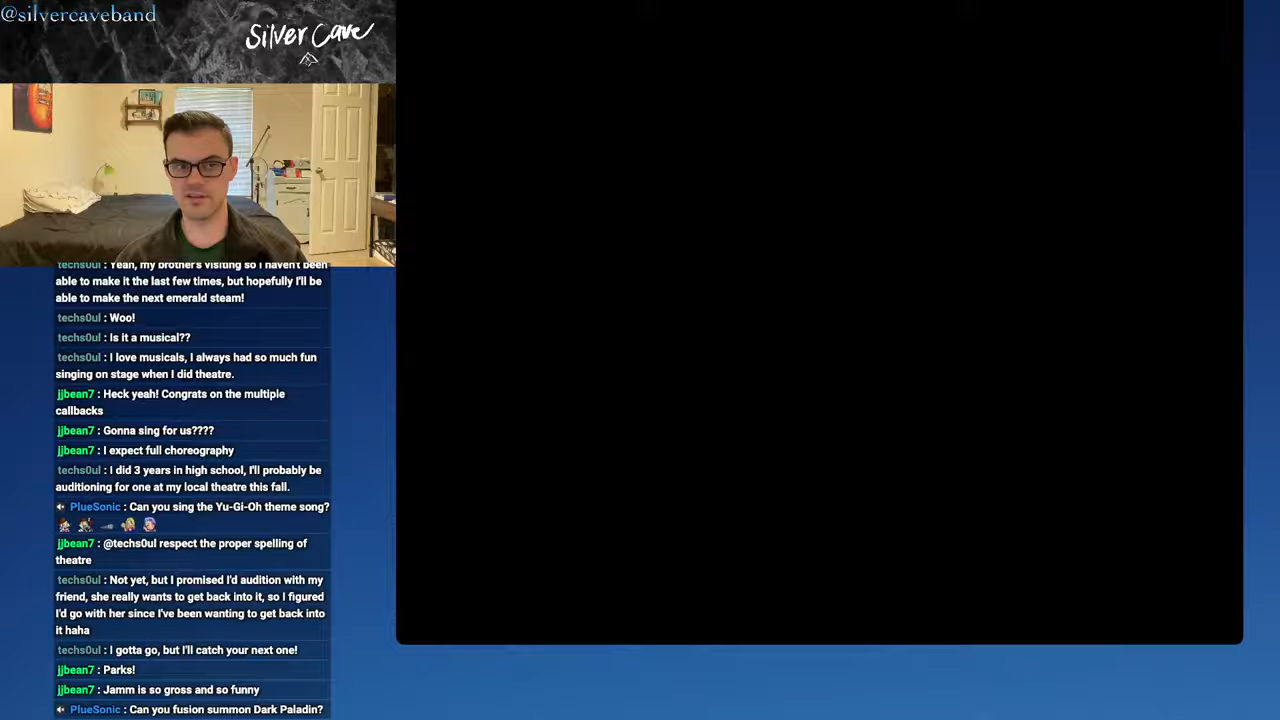 @silvercaveband
Silver Cave
techs0ul : Yeah, my brother's visiting so I haven't been
able to make it the last few times, but hopefully I'll be
able to make the next emerald steam!
techs0ul : Woo!
techs0ul : Is it a musical??
techs0ul : I love musicals, I always had so much fun
singing on stage when I did theatre.
jjbean7 : Heck yeah! Congrats on the multiple
callbacks
jjbean7 : Gonna sing for us????
jjbean7 : I expect full choreography
techs0ul : I did 3 years in high school, I'll probably be
auditioning for one at my local theatre this fall.
PlueSonic : Can you sing the Yu-Gi-Oh theme song?
jjbean7 : @techs0ul respect the proper spelling of
theatre
techs0ul : Not yet, but I promised I'd audition with my
friend, she really wants to get back into it, so I figured
I'd go with her since I've been wanting to get back into
it haha
techs0ul : I gotta go, but I'll catch your next one!
jjbean7 : Parks!
jjbean7 : Jamm is so gross and so funny
PlueSonic : Can you fusion summon Dark Paladin?